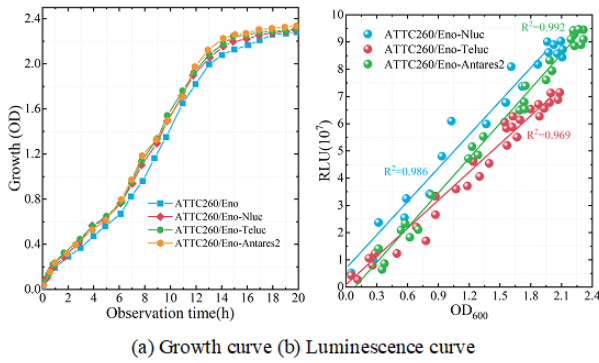 2.4
2.0
1.6
1.2
0.8
0.4
0.0
Growth (OD)
ATTC260/Eno
ATTC260/Eno-Nluc
ATTC260/Eno-Teluc
ATTC260/Eno-Antares2
0 2 4 6 8 10 12 14 16 18 20
Observation time(h)
10
9
8
7
6
5
4
3
2
1
0
RLU(10⁷)
ATTC260/Eno-Nluc
ATTC260/Eno-Teluc
ATTC260/Eno-Antares2
R²=0.992
R²=0.969
R²=0.986
0.0 0.3 0.6 0.9 1.2 1.5 1.8 2.1 2.4
OD₆₀₀
(a) Growth curve (b) Luminescence curve